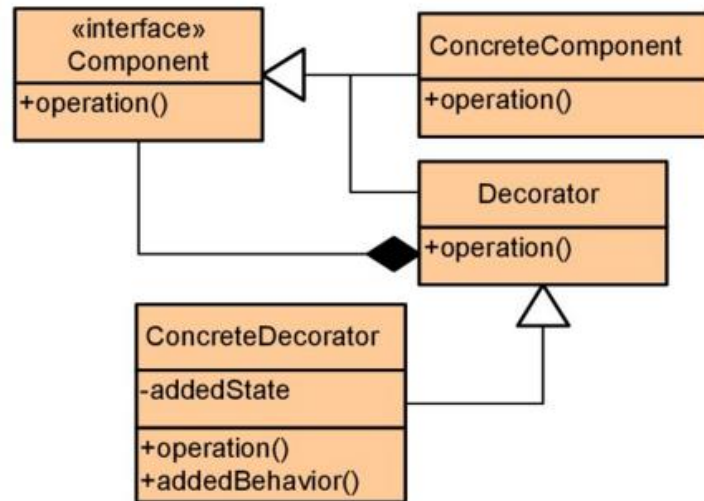 «interface»
Component
+operation()
ConcreteComponent
+operation()
Decorator
+operation()
ConcreteDecorator
-addedState
+operation()
+addedBehavior()